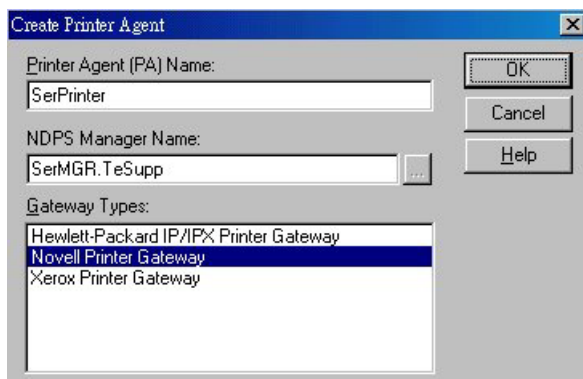 Create Printer Agent
Printer Agent (PA) Name:
SerPrinter
OK
Cancel
NDPS Manager Name:
Help
SerMGR.TeSupp
...
Gateway Types:
Hewlett-Packard IP/IPX Printer Gateway
Novell Printer Gateway
Xerox Printer Gateway